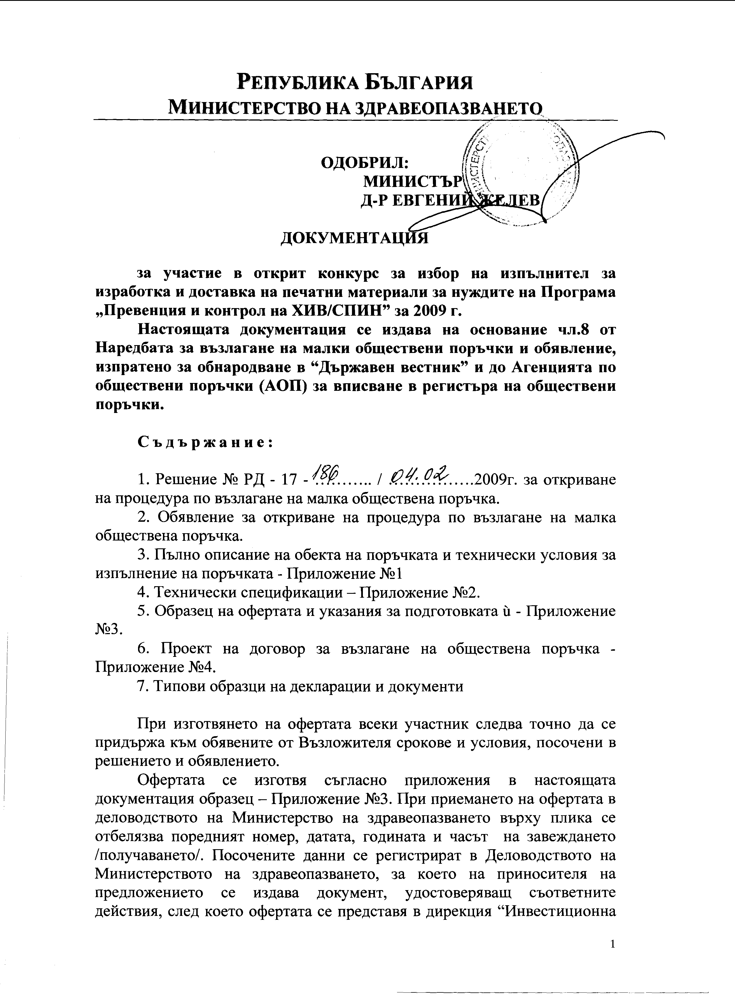 РЕПУБЛИКА БЪЛГАРИЯ
МИНИСТЕРСТВО НА ЗДРАВЕОПАЗВАНЕТО
ОДОБРИЛ:
МИНИСТЪР
Д-Р ЕВГЕНИЙ ЖЕЛЕВ
ДОКУМЕНТАЦИЯ
за участие в открит конкурс за избор на изпълнител за
изработка и доставка на печатни материали за нуждите на Програма
„Превенция и контрол на ХИВ/СПИН” за 2009 г.
Настоящата документация се издава на основание чл.8 от
Наредбата за възлагане на малки обществени поръчки и обявление,
изпратено за обнародване в “Държавен вестник” и до Агенцията по
обществени поръчки (АОП) за вписване в регистъра на обществени
поръчки.
Съдържание:
1. Решение № РД - 17 - 186........... / 04.02................2009г. за откриване
на процедура по възлагане на малка обществена поръчка.
2. Обявление за откриване на процедура по възлагане на малка
обществена поръчка.
3. Пълно описание на обекта на поръчката и технически условия за
изпълнение на поръчката - Приложение №1
4. Технически спецификации – Приложение №2.
5. Образец на офертата и указания за подготовката ѝ - Приложение
№3.
6. Проект на договор за възлагане на обществена поръчка -
Приложение №4.
7. Типови образци на декларации и документи
При изготвянето на офертата всеки участник следва точно да се
придържа към обявените от Възложителя срокове и условия, посочени в
решението и обявлението.
Офертата се изготвя съгласно приложения в настоящата
документация образец – Приложение №3. При приемането на офертата в
деловодството на Министерство на здравеопазването върху плика се
отбелязва поредният номер, датата, годината и часът на завеждането
/получаването/. Посочените данни се регистрират в Деловодството на
Министерството на здравеопазването, за което на приносителя на
предложението се издава документ, удостоверяващ съответните
действия, след което офертата се представя в дирекция “Инвестиционна
1